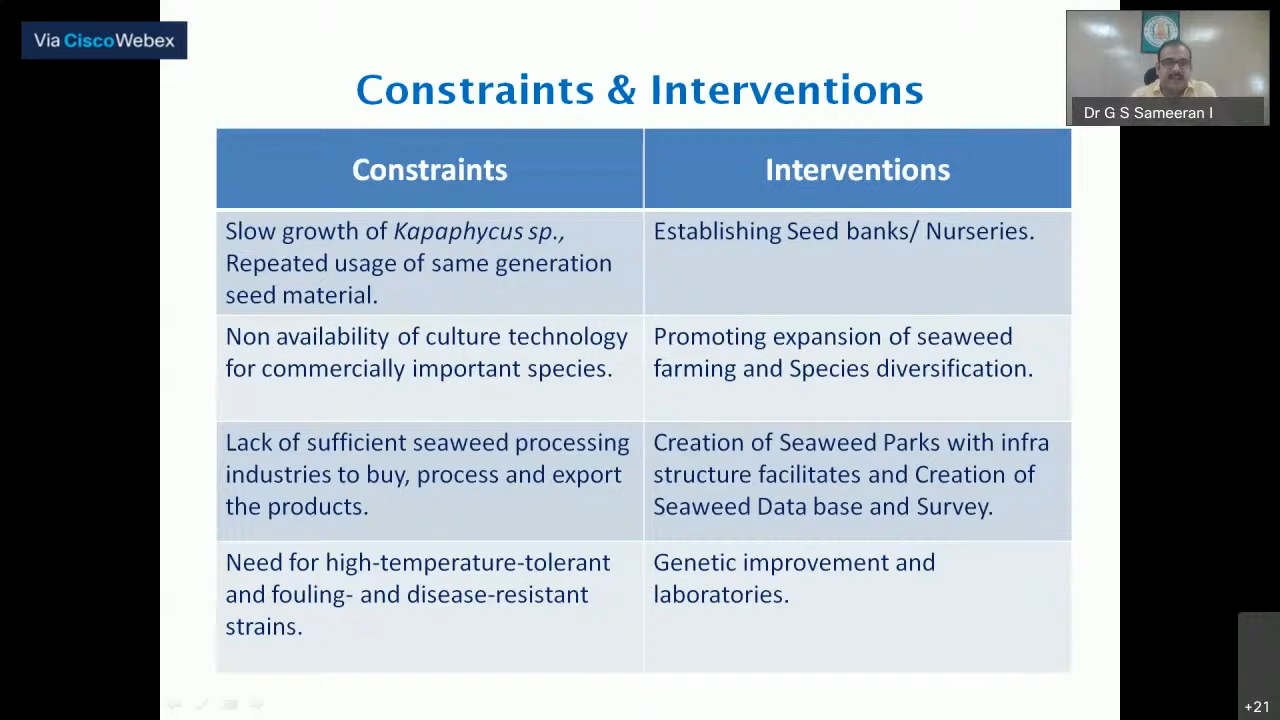 Via CiscoWebex
Dr G S Sameeran I
Constraints & Interventions
Constraints
Interventions
Slow growth of Kapaphycus sp.,
Repeated usage of same generation
seed material.
Establishing Seed banks/ Nurseries.
Non availability of culture technology
for commercially important species.
Promoting expansion of seaweed
farming and Species diversification.
Lack of sufficient seaweed processing
industries to buy, process and export
the products.
Creation of Seaweed Parks with infra
structure facilitates and Creation of
Seaweed Data base and Survey.
Need for high-temperature-tolerant
and fouling- and disease-resistant
strains.
Genetic improvement and
laboratories.
+21